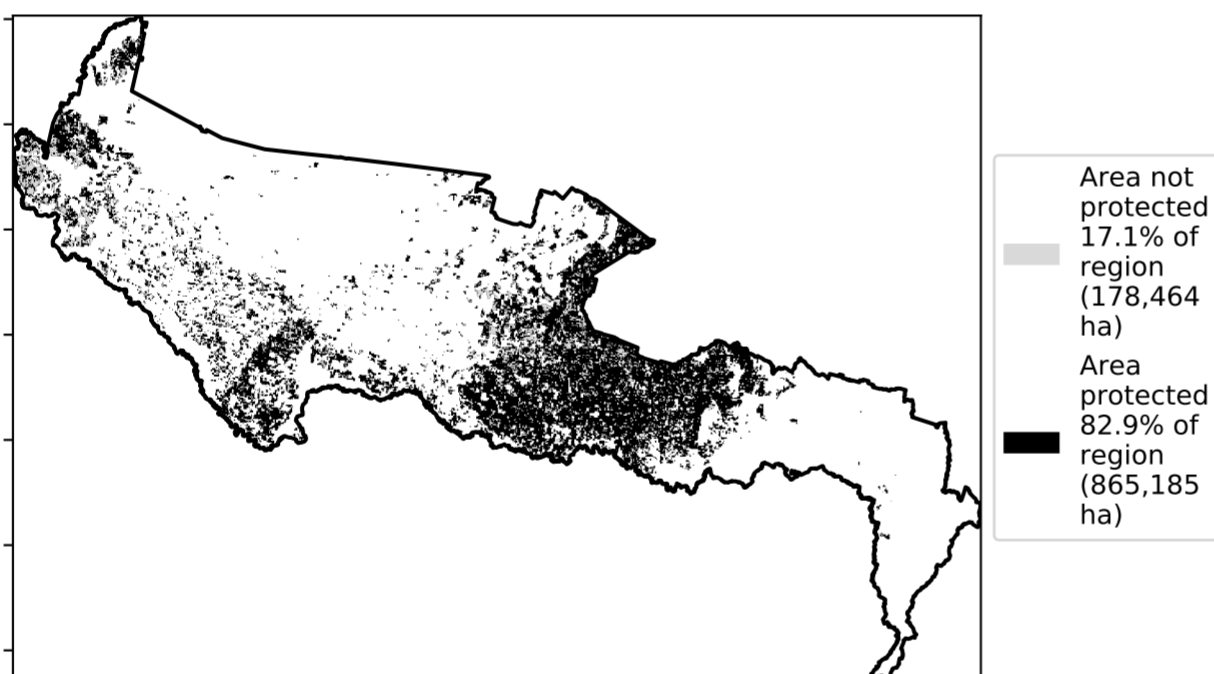 Area not
protected
17.1% of
region
(178,464
ha)
Area
protected
82.9% of
region
(865,185
ha)